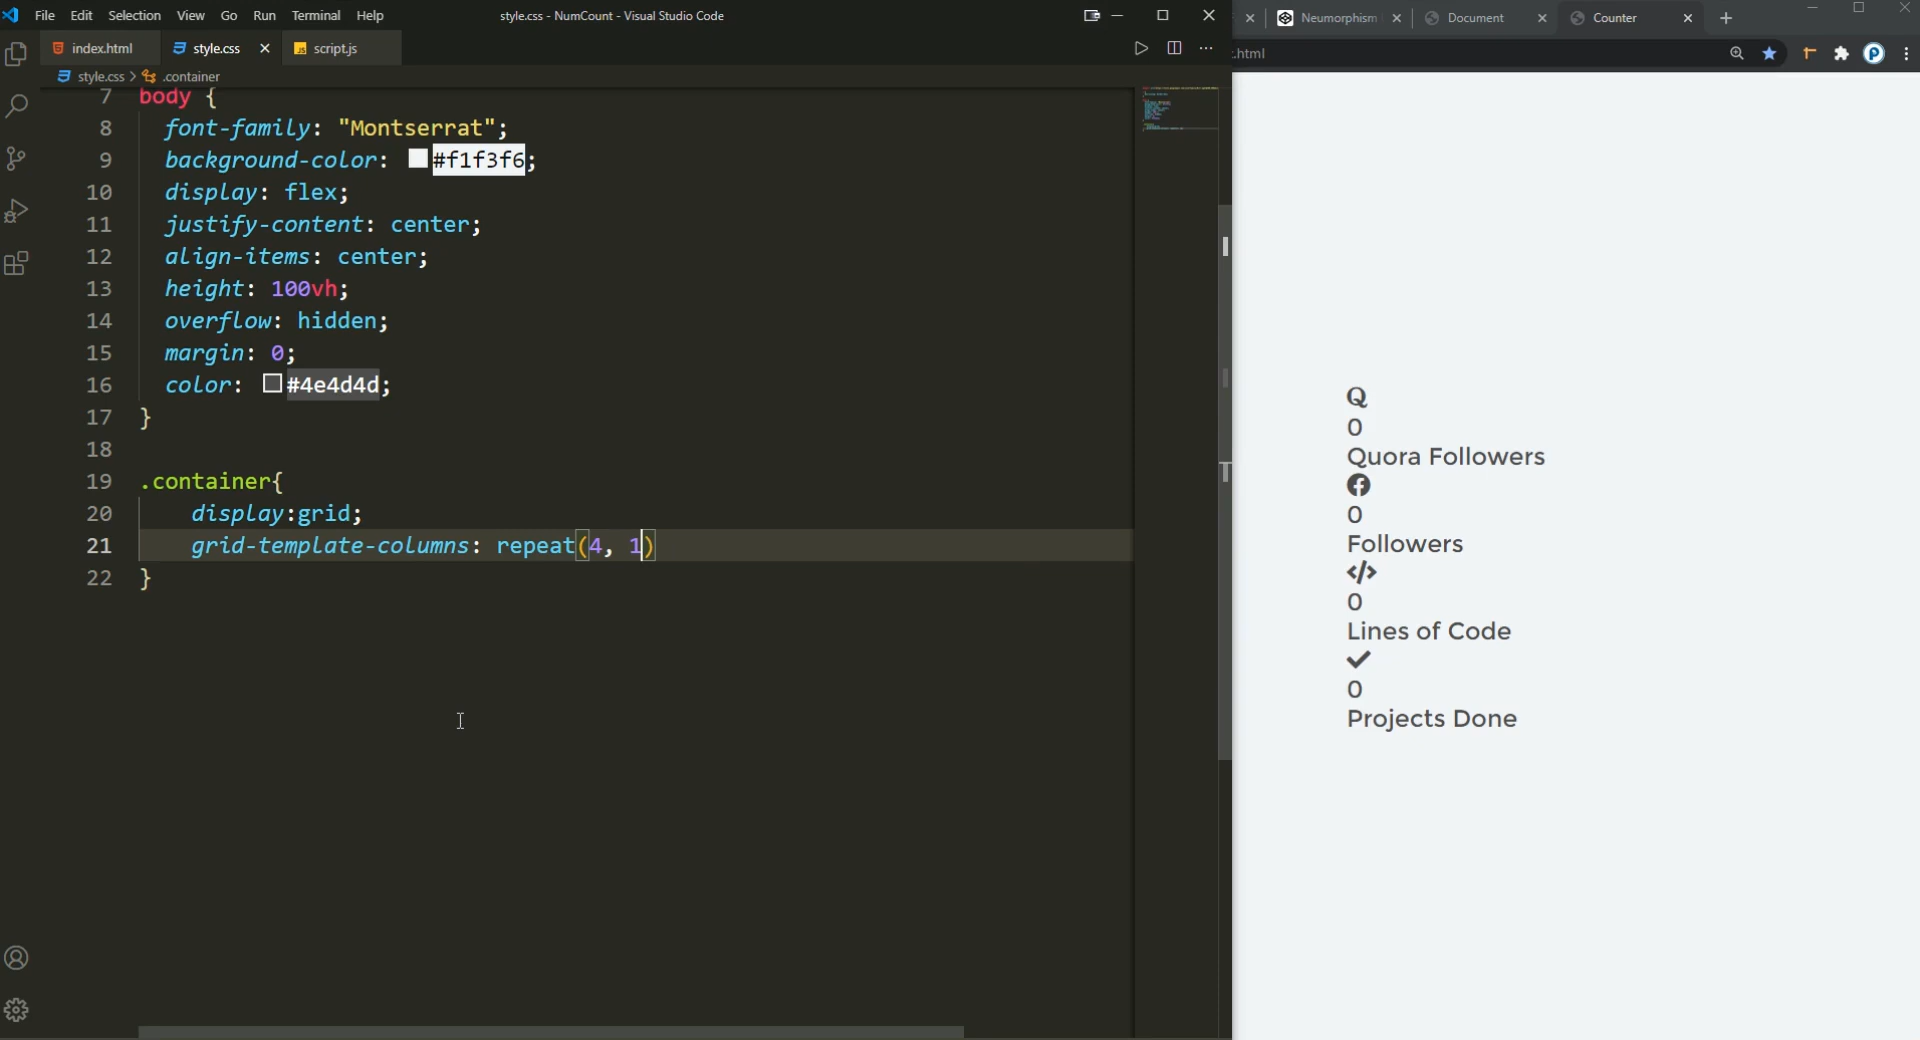 File Edit Selection View Go Run Terminal Help
style.css - NumCount - Visual Studio Code
index.html
style.css
script.js
style.css > .container
7 body {
8 font-family: "Montserrat";
9 background-color: #f1f3f6;
10 display: flex;
11 justify-content: center;
12 align-items: center;
13 height: 100vh;
14 overflow: hidden;
15 margin: 0;
16 color: #4e4d4d;
17 }
18
19 .container{
20 display:grid;
21 grid-template-columns: repeat(4, 1)
22 }
Neumorphism
Document
Counter
.html
Q
0
Quora Followers
0
Followers
</>
0
Lines of Code
0
Projects Done